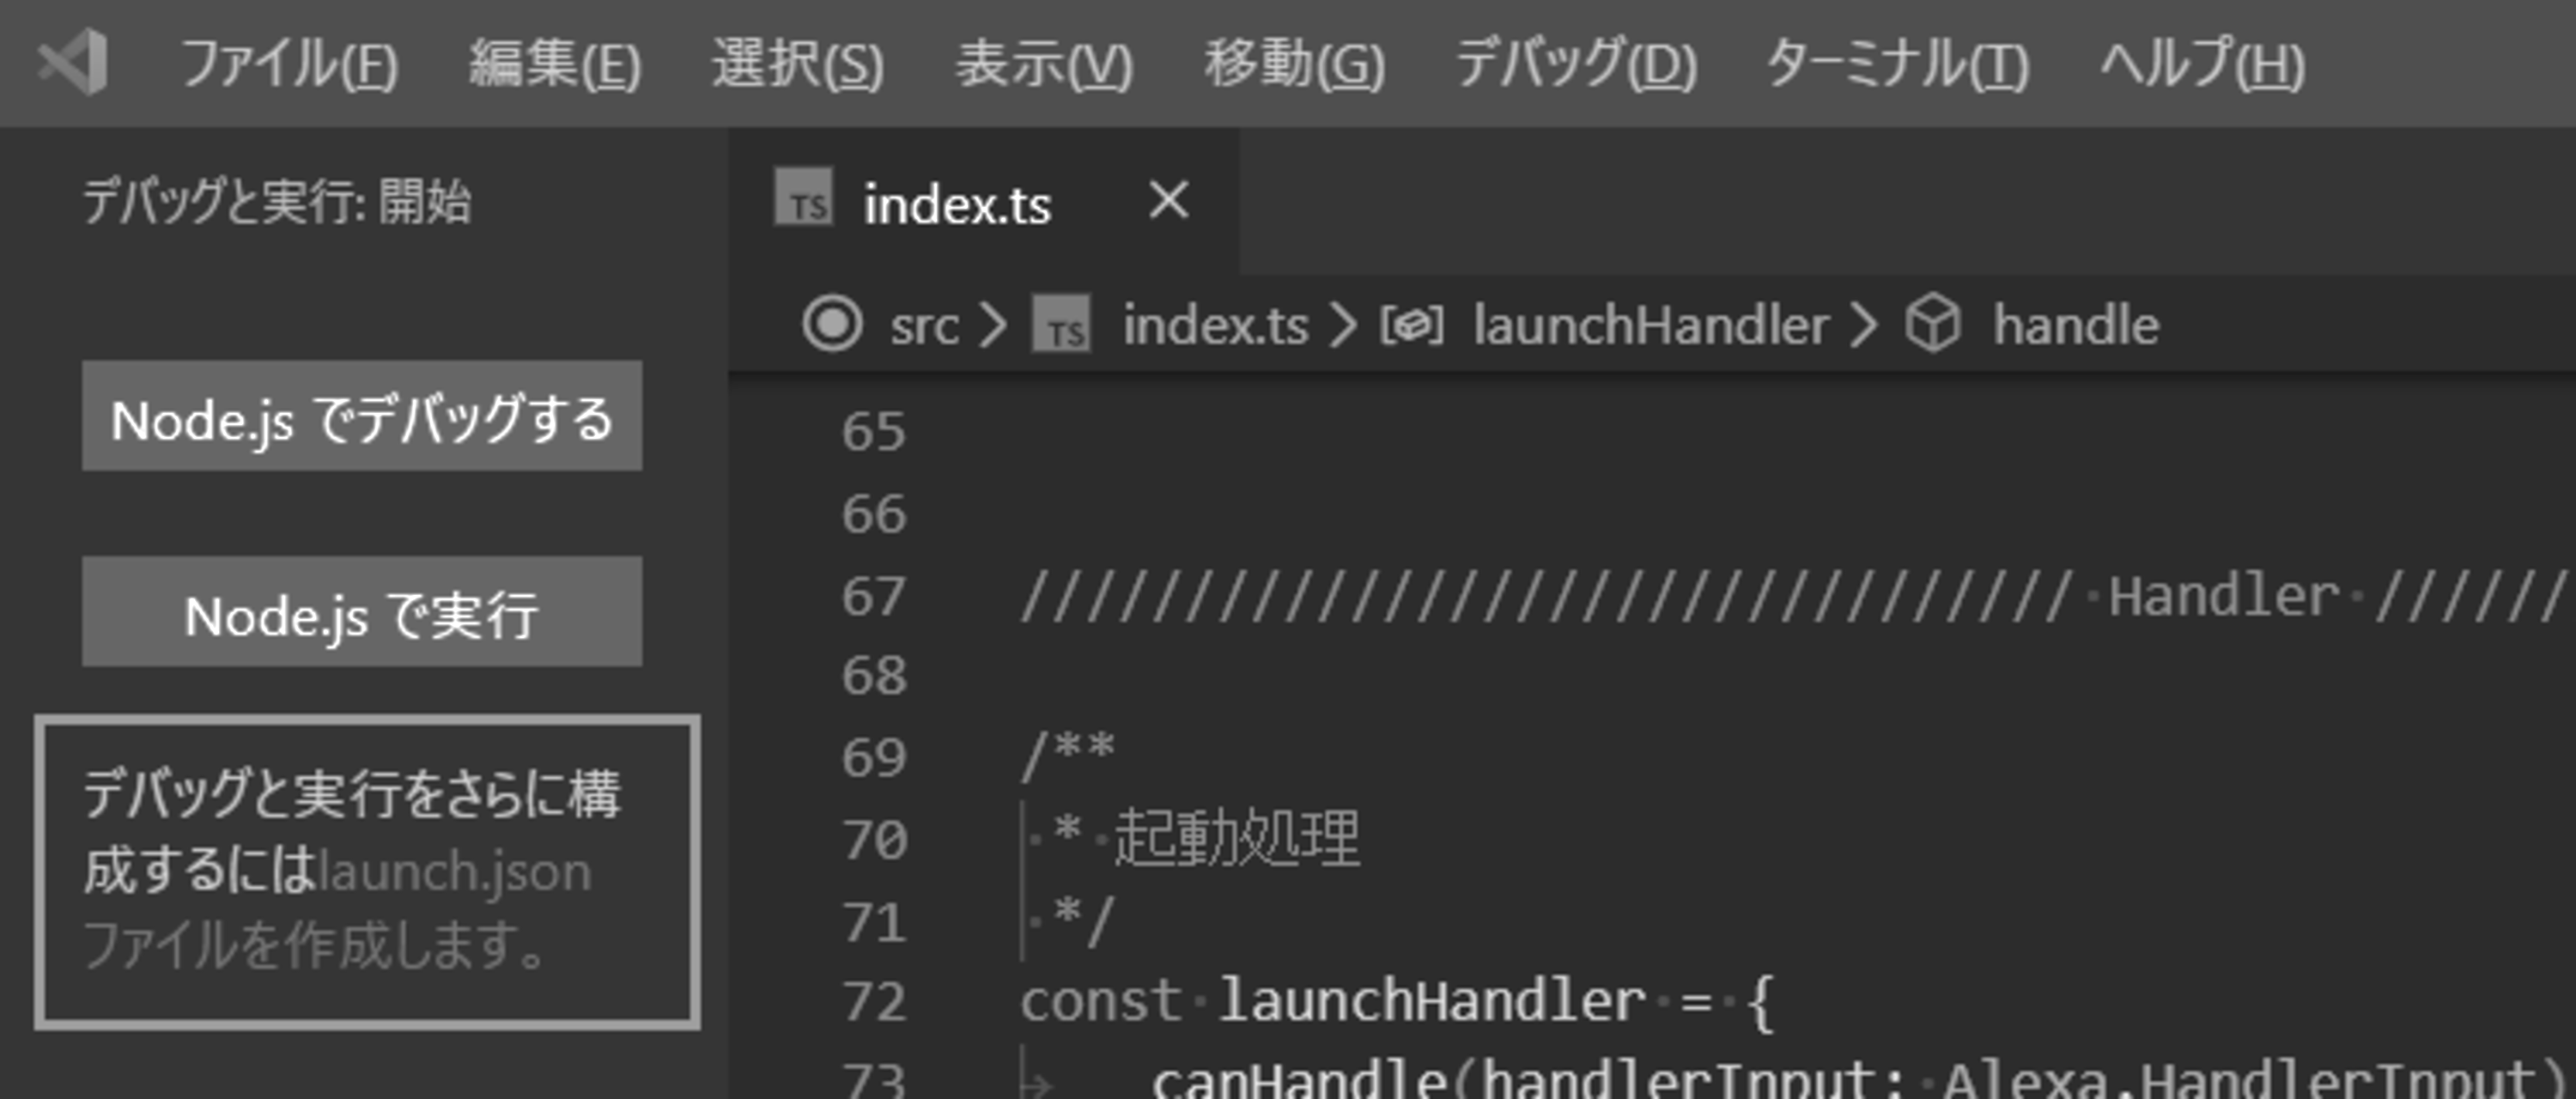 ファイル(F) 編集(E) 選択(S) 表示(V) 移動(G) デバッグ(D) ターミナル(T) ヘルプ(H)
デバッグと実行: 開始
Node.js でデバッグする
Node.js で実行
デバッグと実行をさらに構
成するにはlaunch.json
ファイルを作成します。
TS index.ts
src > TS index.ts > launchHandler > handle
65
66
67 //////////////////////////////// Handler //////
68
69 /**
70 * 起動処理
71 */
72 const launchHandler = {
73 canHandle(handlerInput: Alexa.HandlerInput)